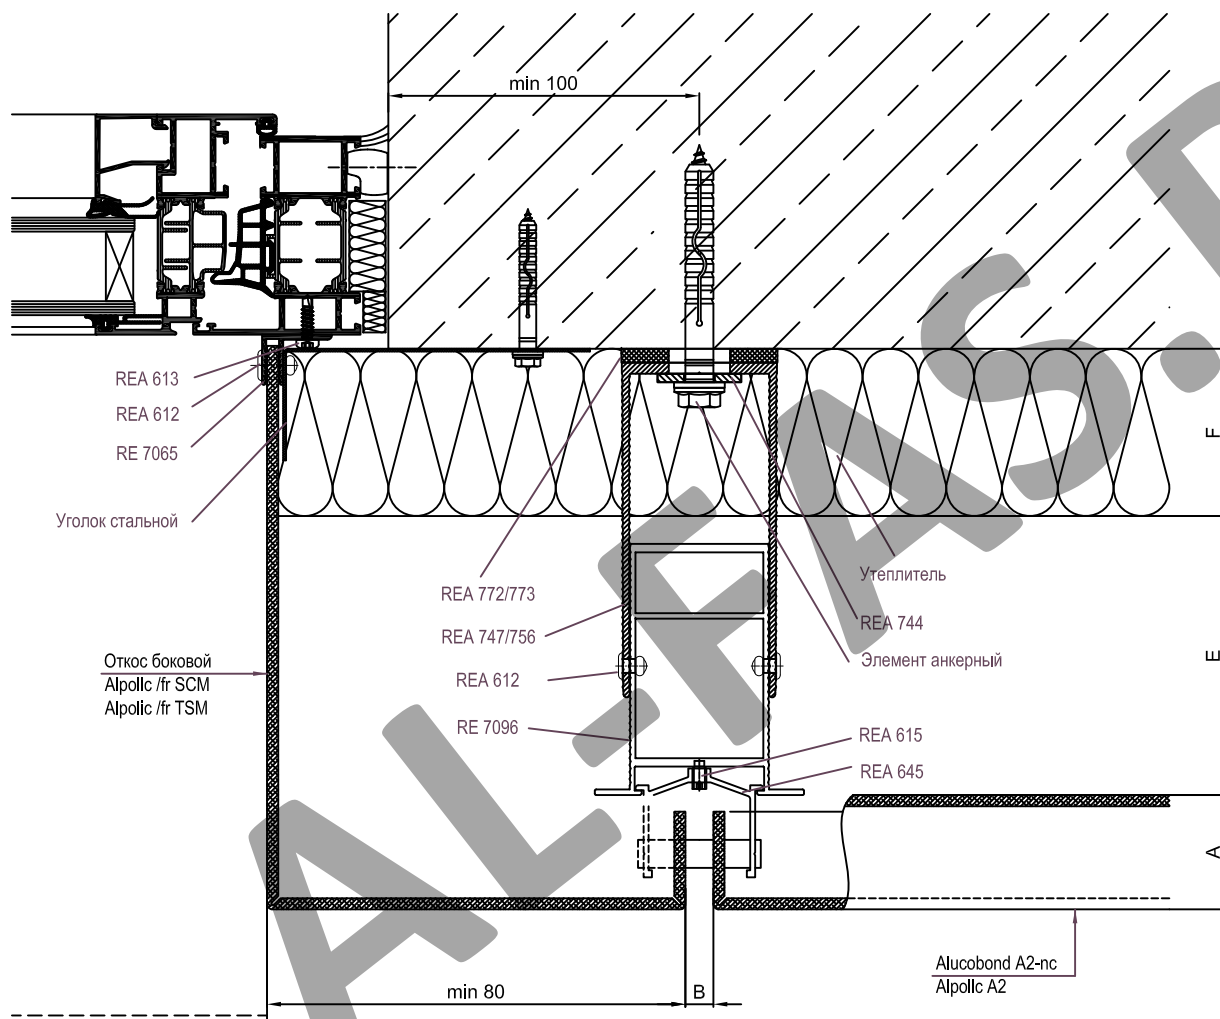 min 100
REA 613
REA 612
RE 7065
Уголок стальной
F
REA 772/773
REA 747/756
REA 612
RE 7096
Утеплитель
REA 744
Элемент анкерный
E
Откос боковой
Alpolic /fr SCM
Alpolic /fr TSM
REA 615
REA 645
A
Alucobond A2-nc
Alpolic A2
min 80
B
AL-FAS.